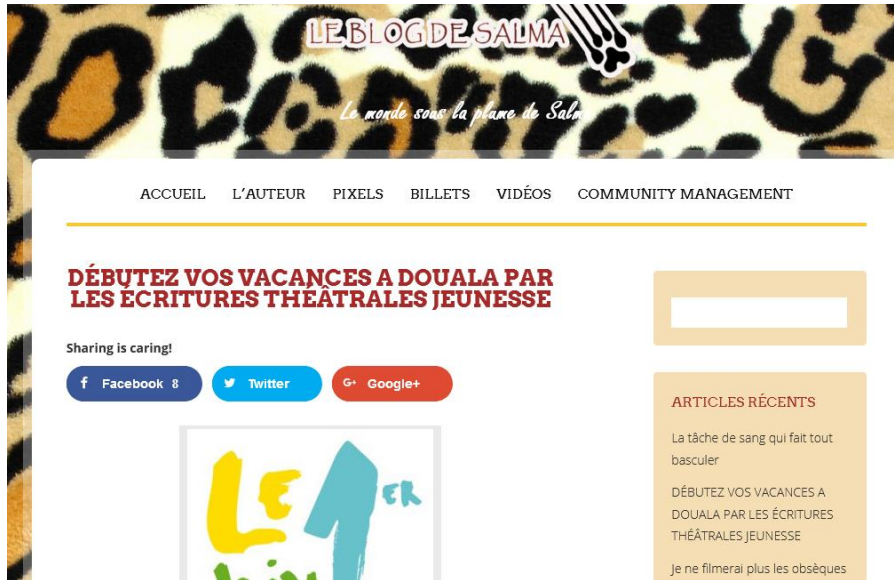 LE BLOG DE SALMA
Le monde sous la plume de Salm
ACCUEIL L'AUTEUR PIXELS BILLETS VIDÉOS COMMUNITY MANAGEMENT
DÉBUTEZ VOS VACANCES A DOUALA PAR
LES ÉCRITURES THÉÂTRALES JEUNESSE
Sharing is caring!
f Facebook 8 Twitter G+ Google+
LE 1ER
juin
ARTICLES RÉCENTS
La tâche de sang qui fait tout
basculer
DÉBUTEZ VOS VACANCES A
DOUALA PAR LES ÉCRITURES
THÉÂTRALES JEUNESSE
Je ne filmerai plus les obsèques